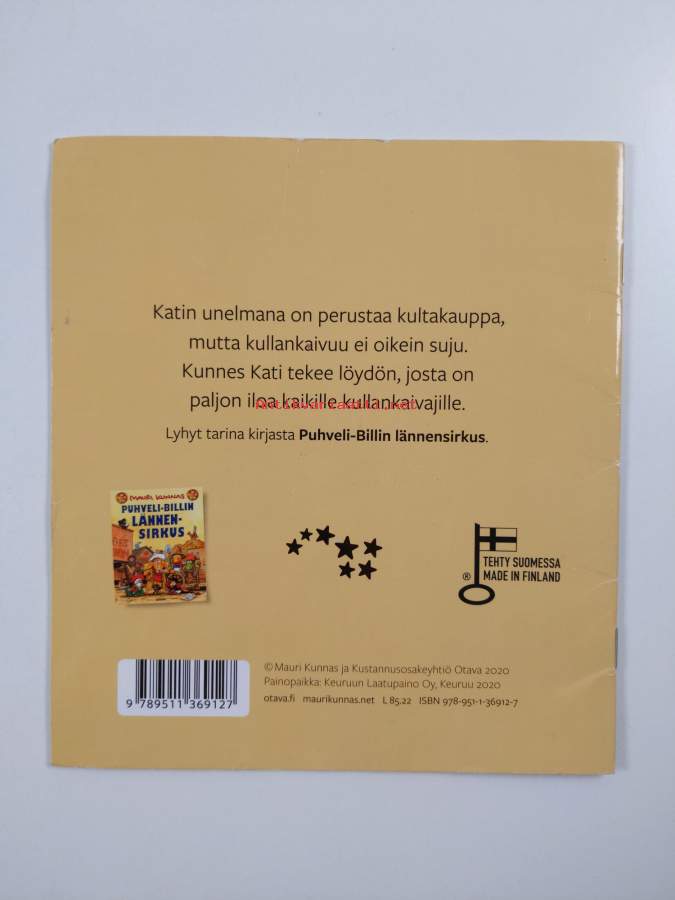 Katin unelmana on perustaa kultakauppa,
mutta kullankaivuu ei oikein suju.
Kunnes Kati tekee löydön, josta on
paljon iloa kaikille kullankaivajille.
Lyhyt tarina kirjasta Puhveli-Billin lännensirkus.
MAURI KUNNAS
PUHVELI-BILLIN
LÄNNEN-
SIRKUS
®
TEHTY SUOMESSA
MADE IN FINLAND
© Mauri Kunnas ja Kustannusosakeyhtiö Otava 2020
Painopaikka: Keuruun Laatupaino Oy, Keuruu 2020
otava.fi maurikunnas.net L 85.22 ISBN 978-951-1-36912-7
9 789511 369127